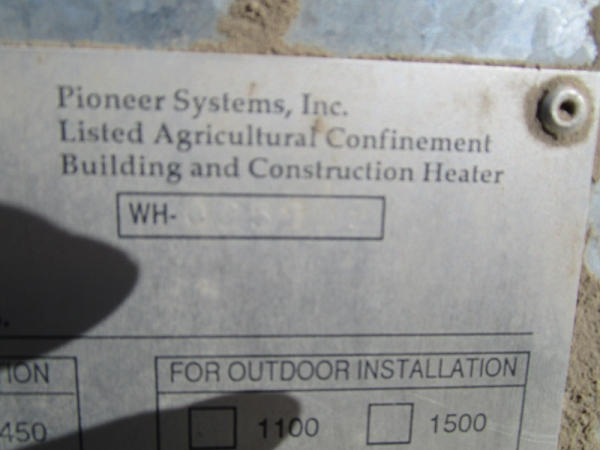 Pioneer Systems, Inc.
Listed Agricultural Confinement
Building and Construction Heater
WH-
TION FOR OUTDOOR INSTALLATION
450 1100 1500